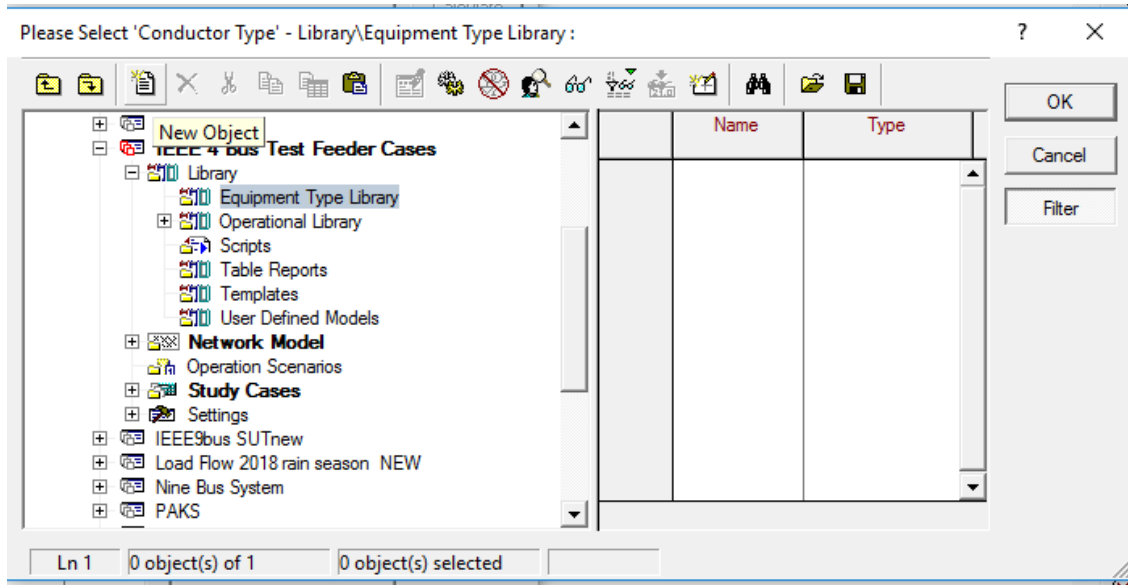 Calculate
Please Select 'Conductor Type' - Library\Equipment Type Library :
? ×
New Object
IEEE 4 Bus Test Feeder Cases
Library
Equipment Type Library
Operational Library
Scripts
Table Reports
Templates
User Defined Models
Network Model
Operation Scenarios
Study Cases
Settings
IEEE9bus SUTnew
Load Flow 2018 rain season NEW
Nine Bus System
PAKS
Name Type
OK
Cancel
Filter
Ln 1 0 object(s) of 1 0 object(s) selected